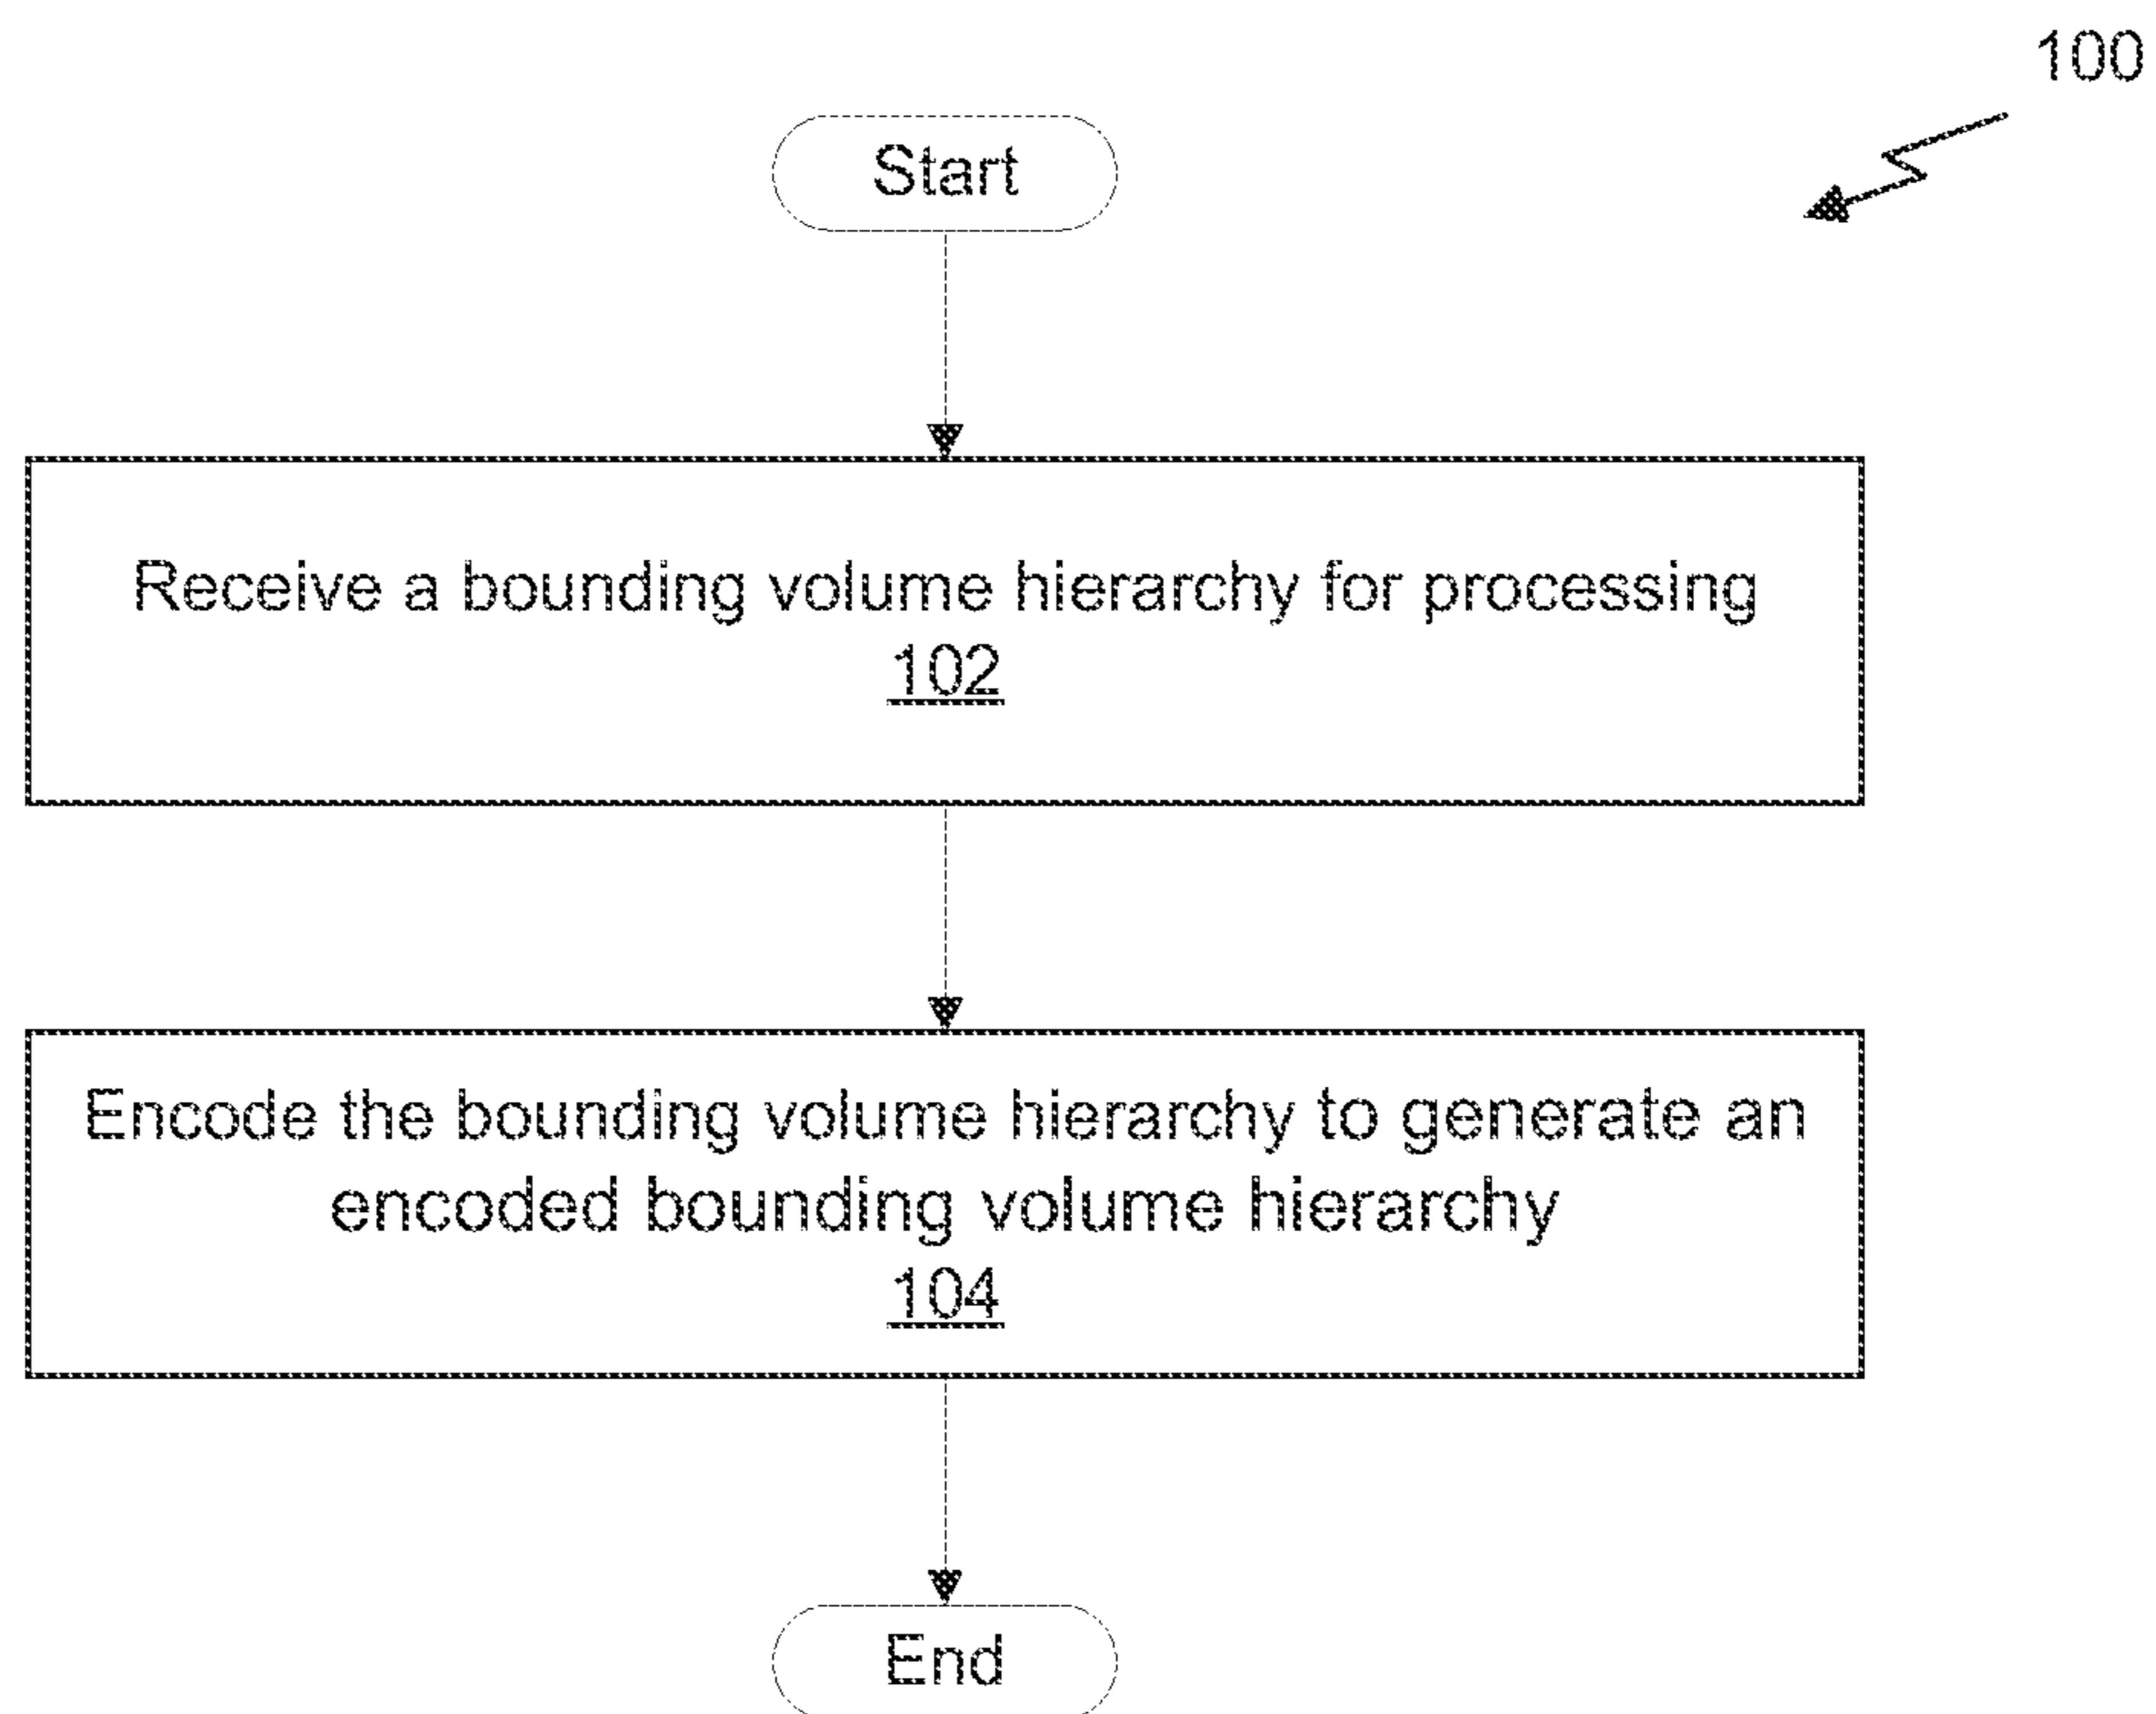 100
Start
Receive a bounding volume hierarchy for processing
102
Encode the bounding volume hierarchy to generate an
encoded bounding volume hierarchy
104
End